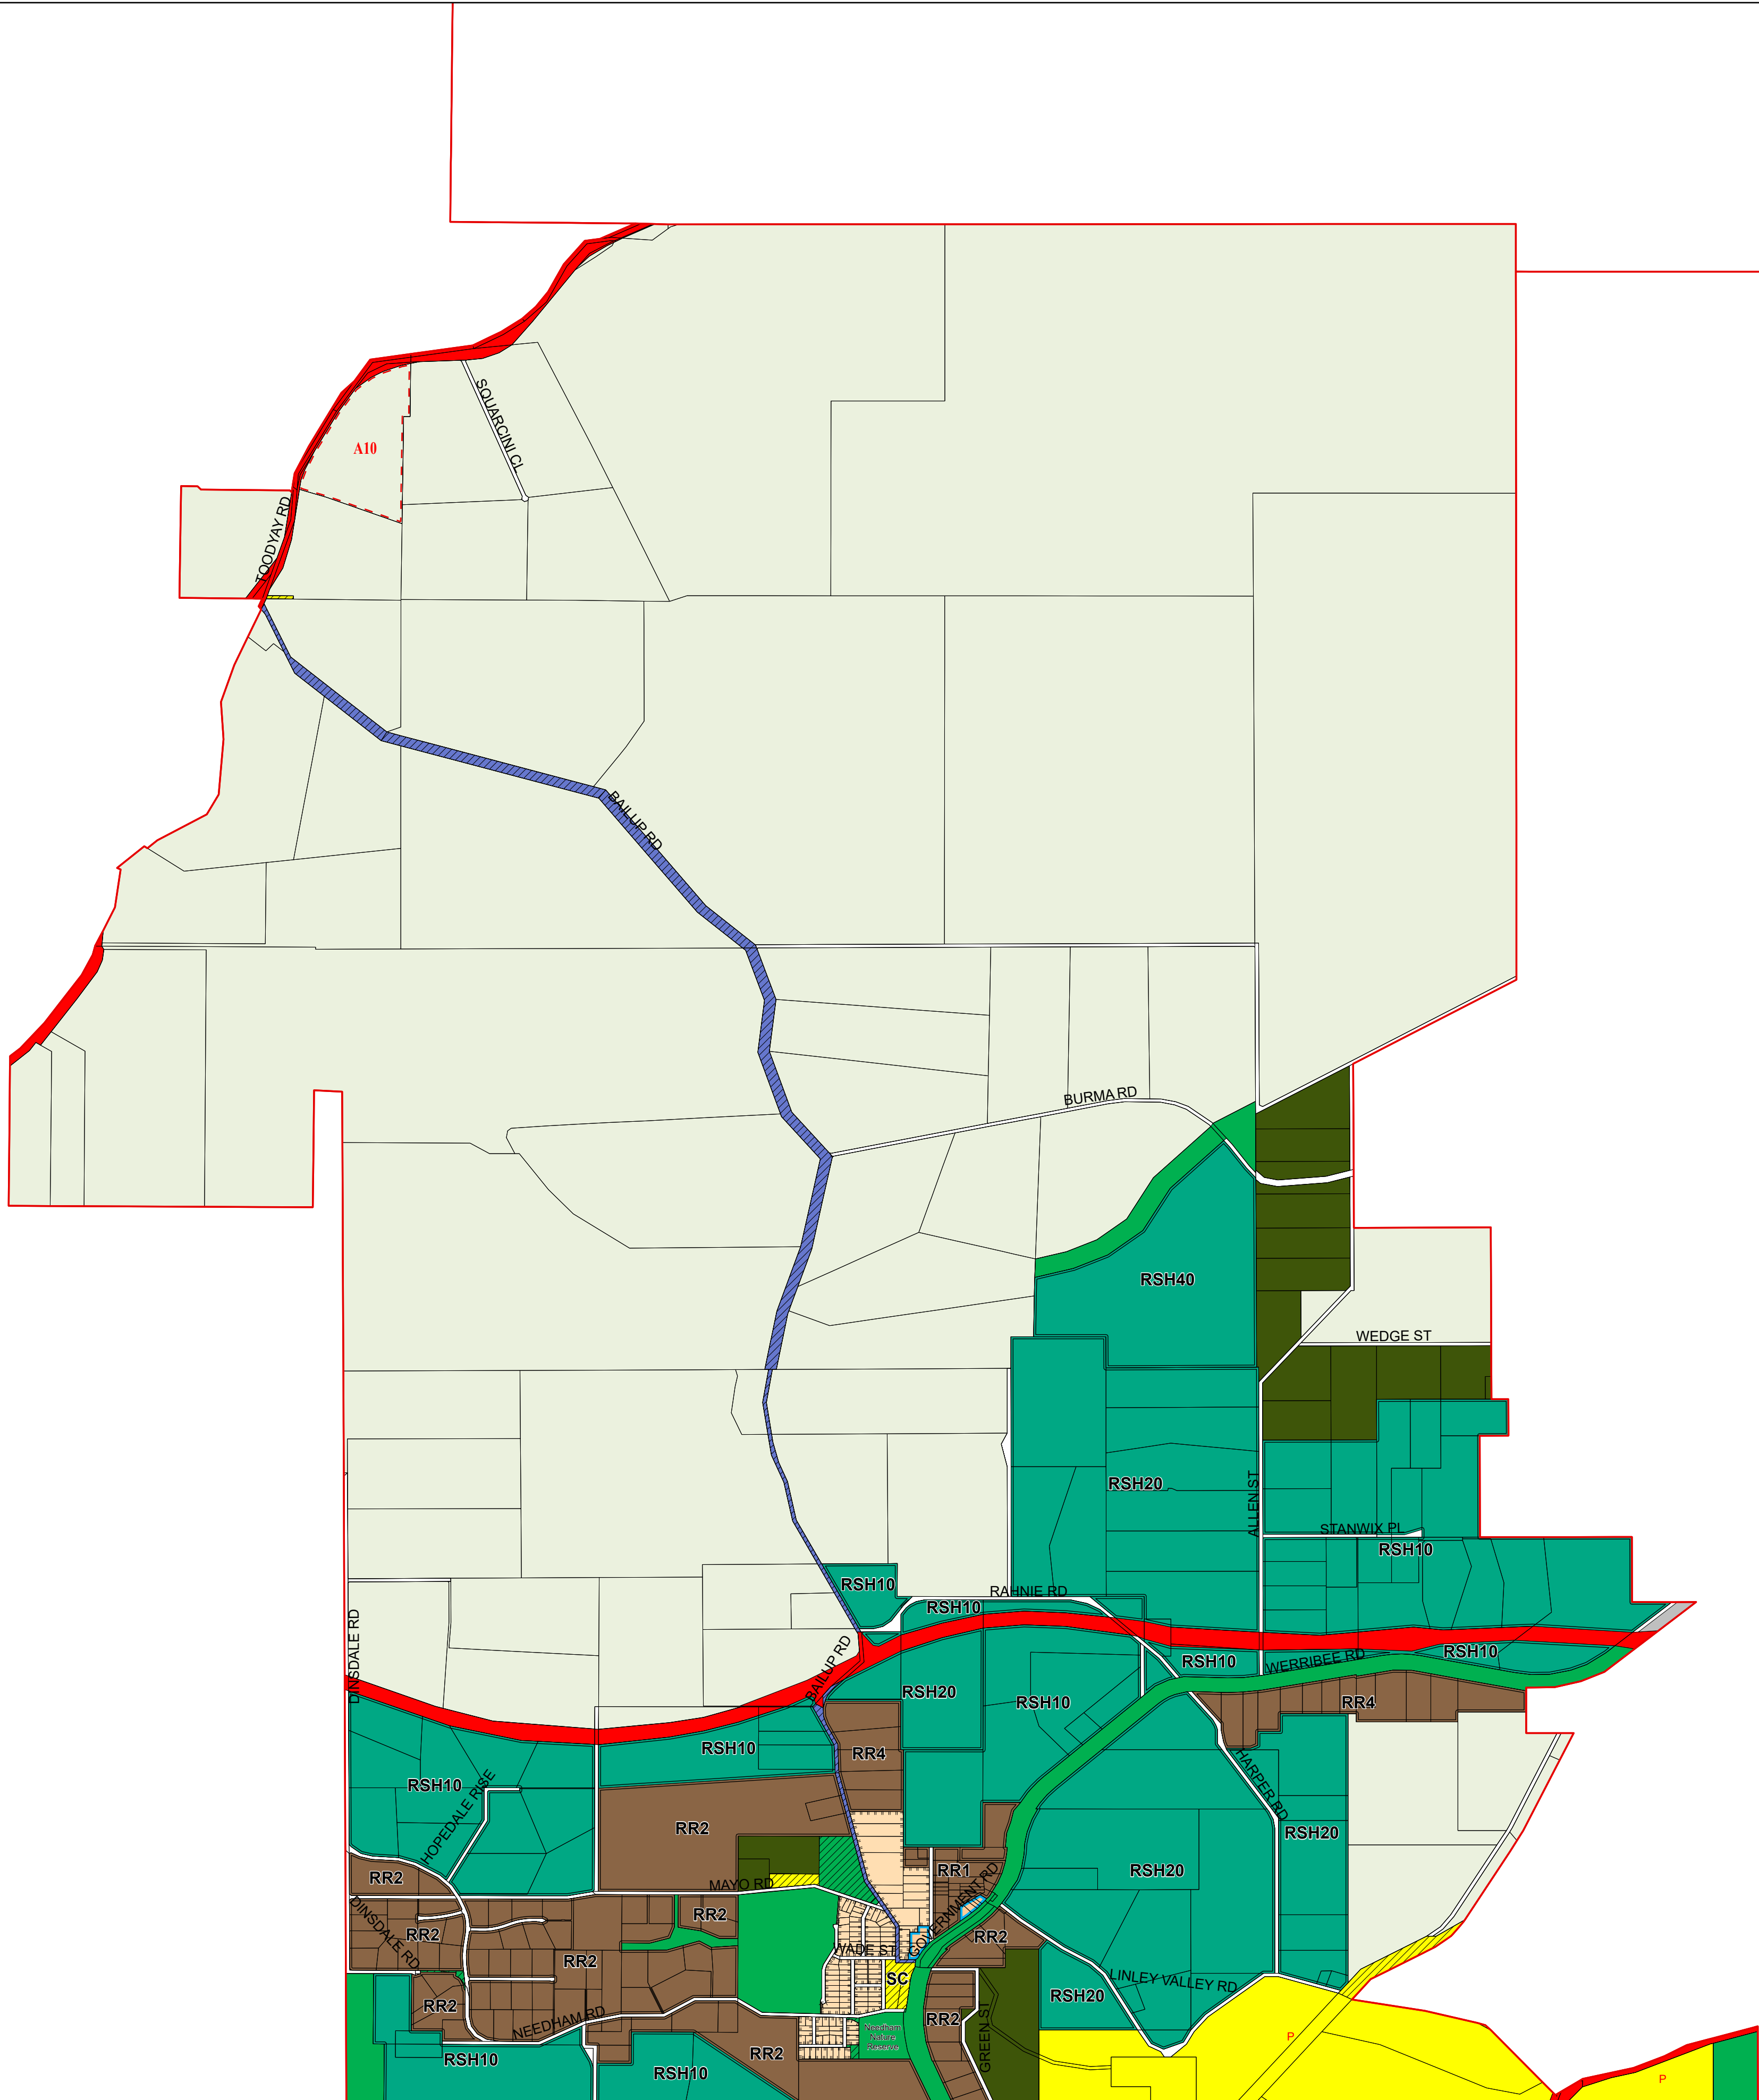 SQUARCINI CL
A10
TOODYAY RD
BAILUP RD
BURMA RD
RSH40
WEDGE ST
RSH20
ALLEN ST
STANWIX PL
RSH10
RSH10
RAHNIE RD
RSH10
DINSDALE RD
BAILUP RD
RSH10
WERRIBEE RD
RSH10
RSH20
RSH10
RR4
RSH10
RR4
RSH10
HOPEDALE RISE
HARPER RD
RR2
RSH20
RR2
MAYO RD
RR1
RSH20
GOVERNMENT RD
DINSDALE RD
RR2
RR2
RR2
WADE ST
RR2
SC
LINLEY VALLEY RD
RR2
RSH20
NEEDHAM RD
RR2
GREEN ST
Needham
Nature
Reserve
P
RSH10
RR2
RSH10
P